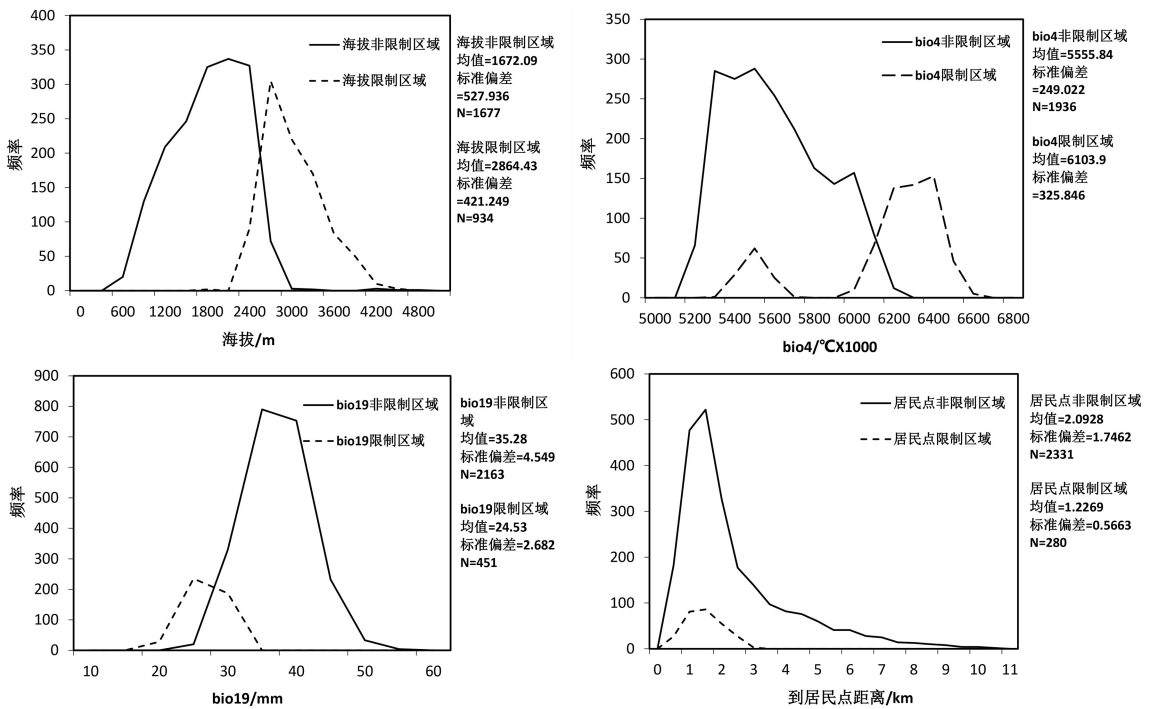 400
350
300
250
200
150
100
50
0
频率
0 600 1200 1800 2400 3000 3600 4200 4800
海拔/m
海拔非限制区域
海拔限制区域
海拔非限制区域
均值=1672.09
标准偏差
=527.936
N=1677
海拔限制区域
均值=2864.43
标准偏差
=421.249
N=934
350
300
250
200
150
100
50
0
频率
5000 5200 5400 5600 5800 6000 6200 6400 6600 6800
bio4/℃X1000
bio4非限制区域
bio4限制区域
bio4非限制区域
均值=5555.84
标准偏差
=249.022
N=1936
bio4限制区域
均值=6103.9
标准偏差
=325.846
900
800
700
600
500
400
300
200
100
0
频率
10 20 30 40 50 60
bio19/mm
bio19非限制区域
bio19限制区域
bio19非限制区
域
均值=35.28
标准偏差=4.549
N=2163
bio19限制区域
均值=24.53
标准偏差=2.682
N=451
600
500
400
300
200
100
0
频率
0 1 2 3 4 5 6 7 8 9 10 11
到居民点距离/km
居民点非限制区域
居民点限制区域
居民点非限制区域
均值=2.0928
标准偏差=1.7462
N=2331
居民点限制区域
均值=1.2269
标准偏差=0.5663
N=280